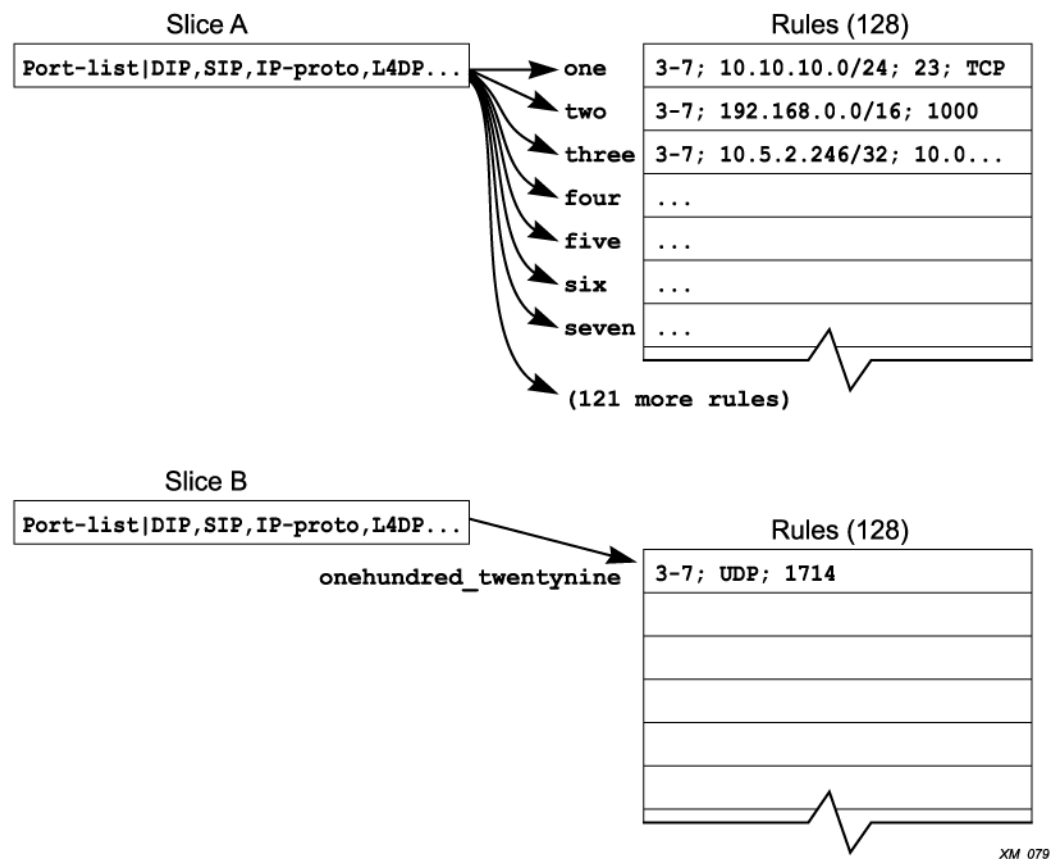 Slice A
Rules (128)
Port-list|DIP,SIP,IP-proto,L4DP...
one
3-7; 10.10.10.0/24; 23; TCP
two
3-7; 192.168.0.0/16; 1000
three
3-7; 10.5.2.246/32; 10.0...
four
...
five
...
six
...
seven
...
(121 more rules)
Slice B
Port-list|DIP,SIP,IP-proto,L4DP...
Rules (128)
onehundred_twentynine
3-7; UDP; 1714
XM_079